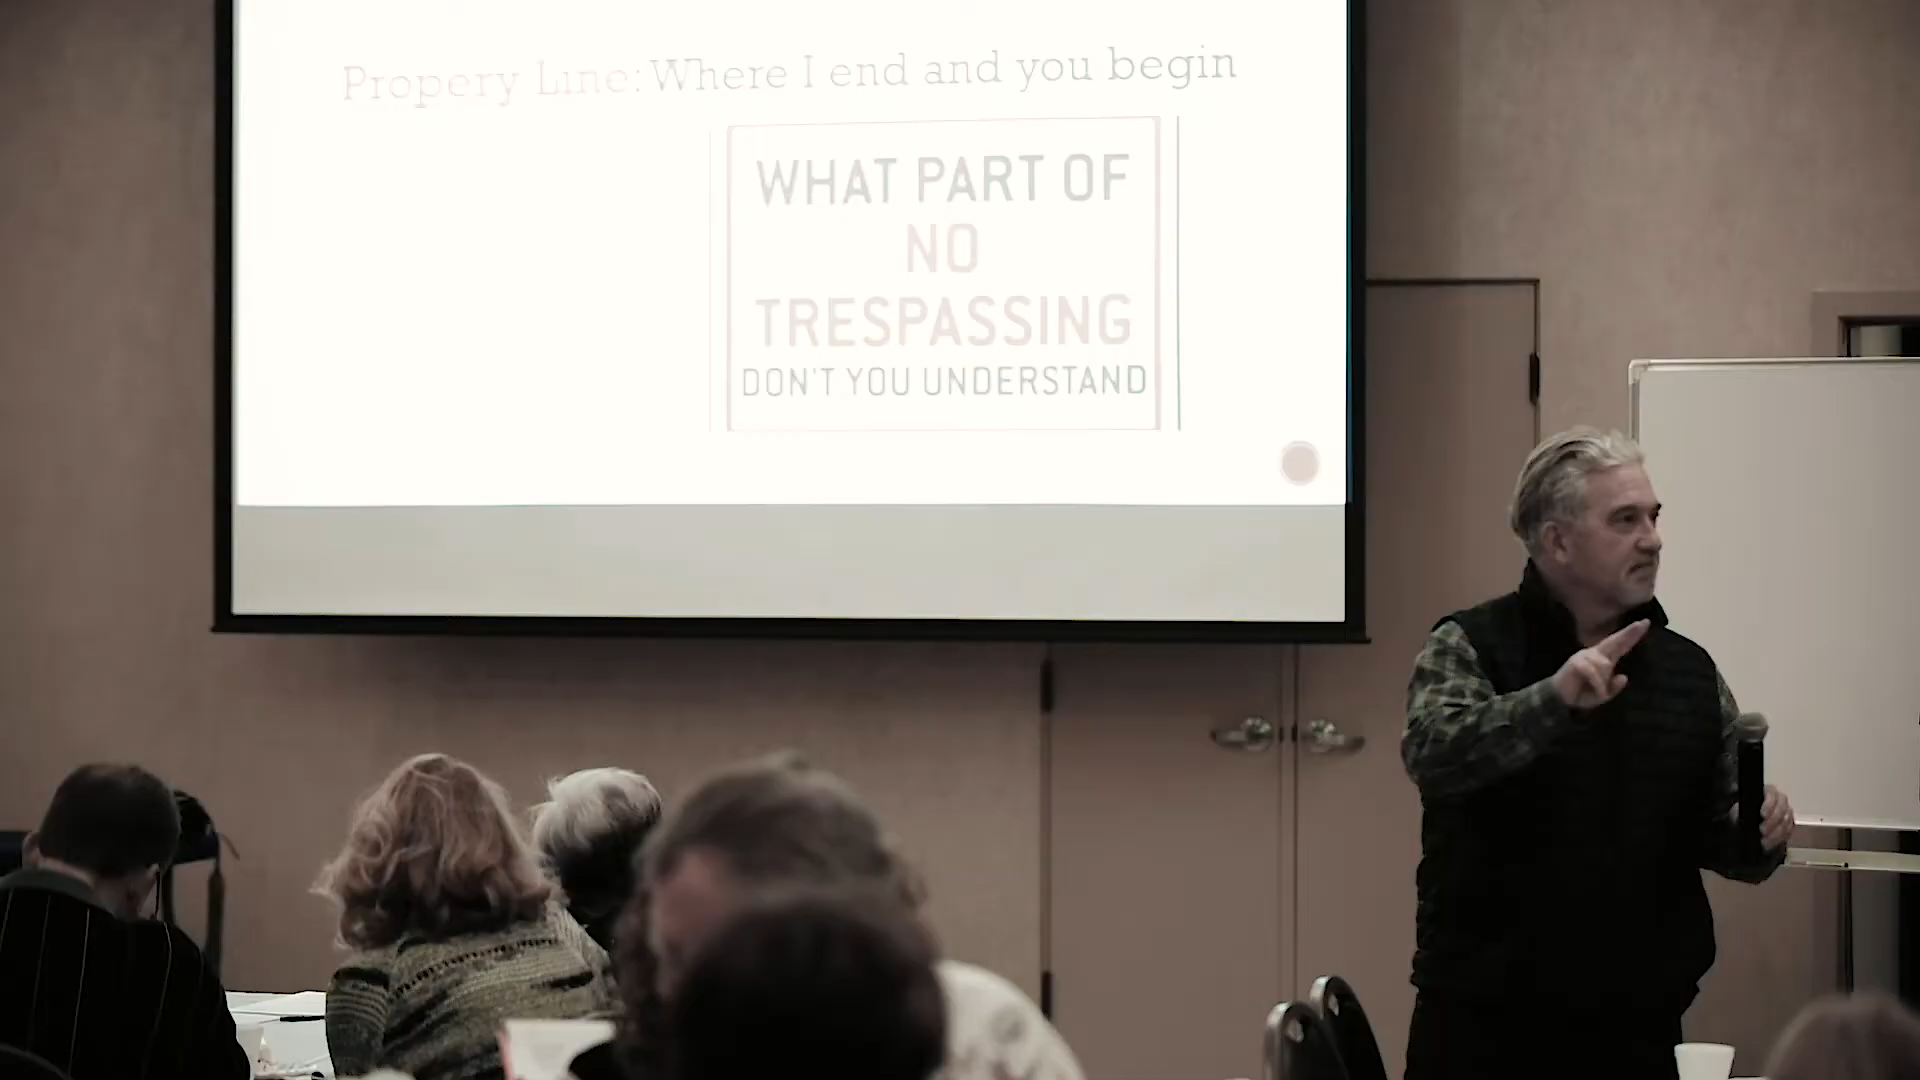 Propery Line: Where I end and you begin
WHAT PART OF
NO
TRESPASSING
DON'T YOU UNDERSTAND